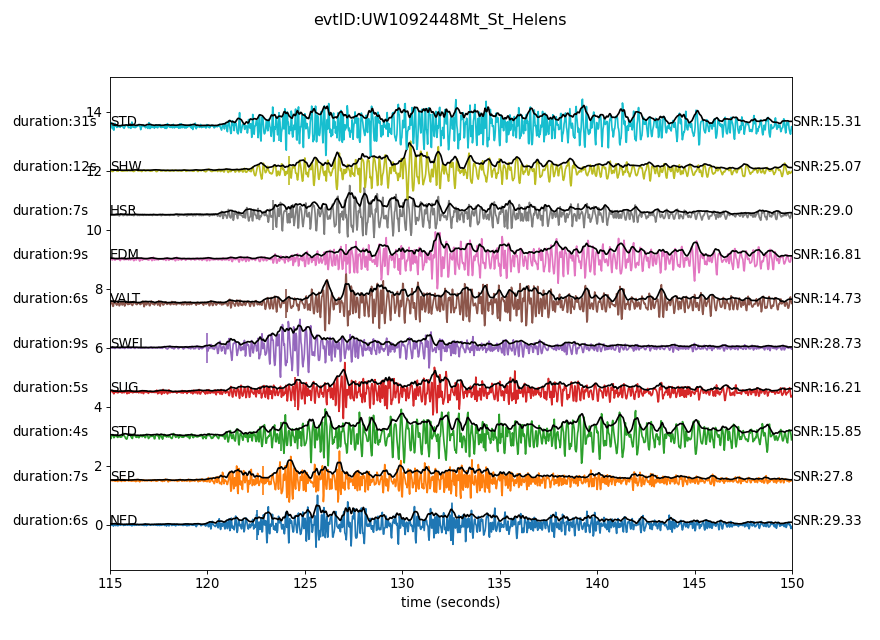 evtID:UW1092448Mt_St_Helens
14
duration:31s STD SNR:15.31
duration:12s SHW SNR:25.07
12
duration:7s HSR SNR:29.0
10
duration:9s EDM SNR:16.81
8
duration:6s VALT SNR:14.73
duration:9s SWFL SNR:28.73
6
duration:5s SUG SNR:16.21
4
duration:4s STD SNR:15.85
2
duration:7s SEP SNR:27.8
duration:6s NED SNR:29.33
0
115 120 125 130 135 140 145 150
time (seconds)